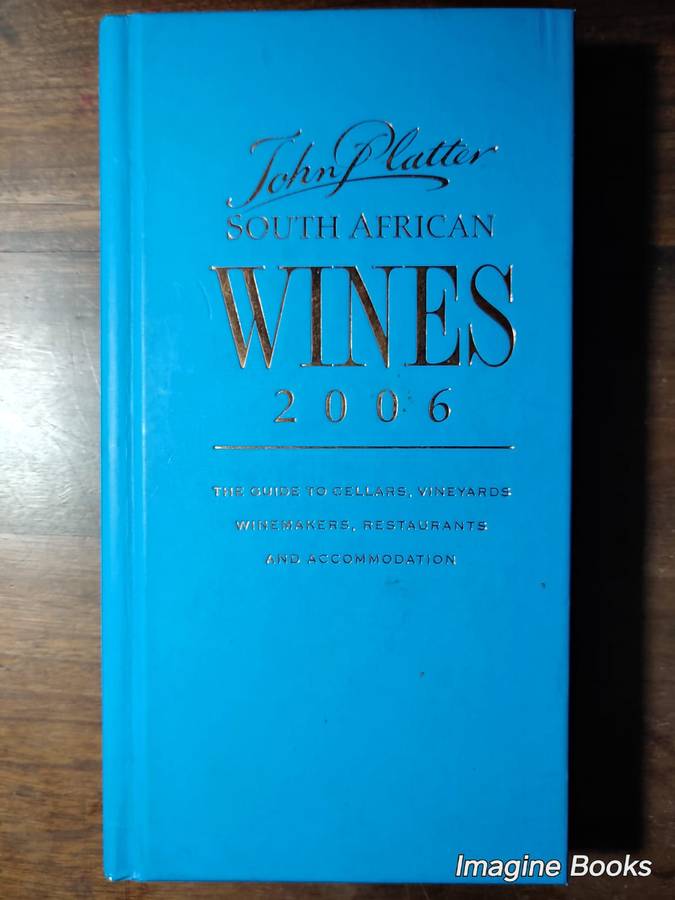 John Platter
SOUTH AFRICAN
WINES
2006
THE GUIDE TO CELLARS, VINEYARDS
WINEMAKERS, RESTAURANTS
AND ACCOMMODATION
Imagine Books